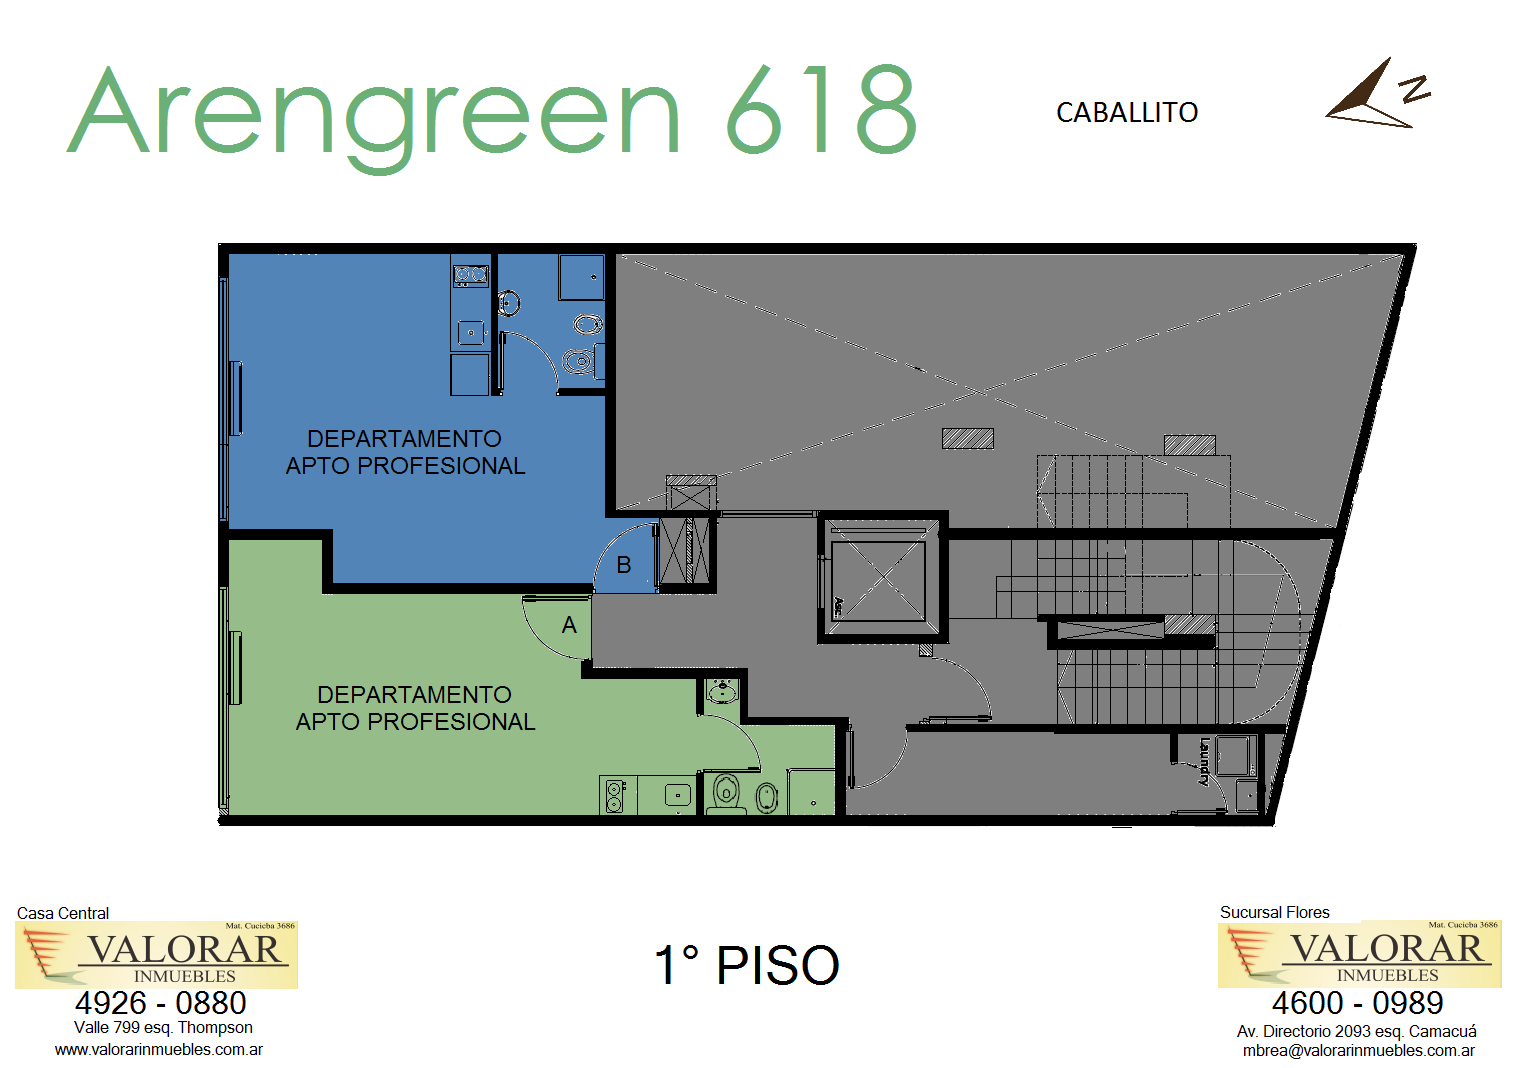 Arengreen 618
CABALLITO
N
DEPARTAMENTO
APTO PROFESIONAL
B
A
Asc.
DEPARTAMENTO
APTO PROFESIONAL
Laundry
Casa Central
Mat. Cucicba 3686
VALORAR
INMUEBLES
4926 - 0880
Valle 799 esq. Thompson
www.valorarinmuebles.com.ar
1° PISO
Sucursal Flores
Mat. Cucicba 3686
VALORAR
INMUEBLES
4600 - 0989
Av. Directorio 2093 esq. Camacuá
mbrea@valorarinmuebles.com.ar